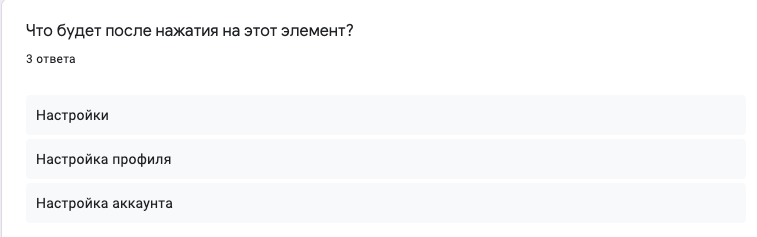 Что будет после нажатия на этот элемент?
3 ответа
Настройки
Настройка профиля
Настройка аккаунта